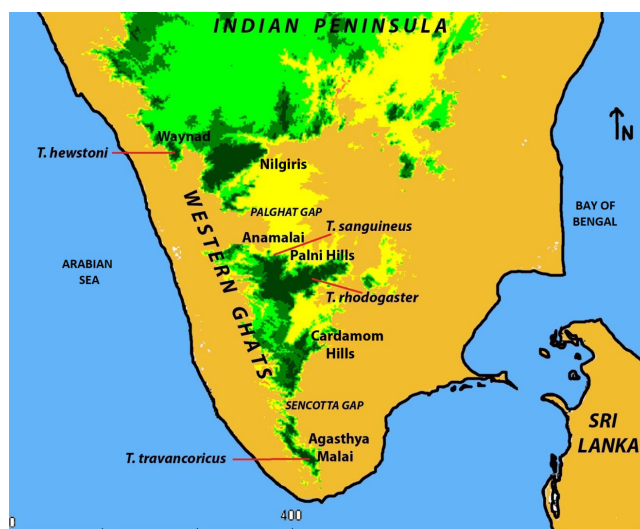 INDIAN PENINSULA
N
Waynad
T. hewstoni
Nilgiris
WESTERN GHATS
PALGHAT GAP
BAY OF
BENGAL
T. sanguineus
Anamalai
Palni Hills
ARABIAN
SEA
T. rhodogaster
Cardamom
Hills
SENCOTTA GAP
SRI
LANKA
Agasthya
Malai
T. travancoricus
0
400